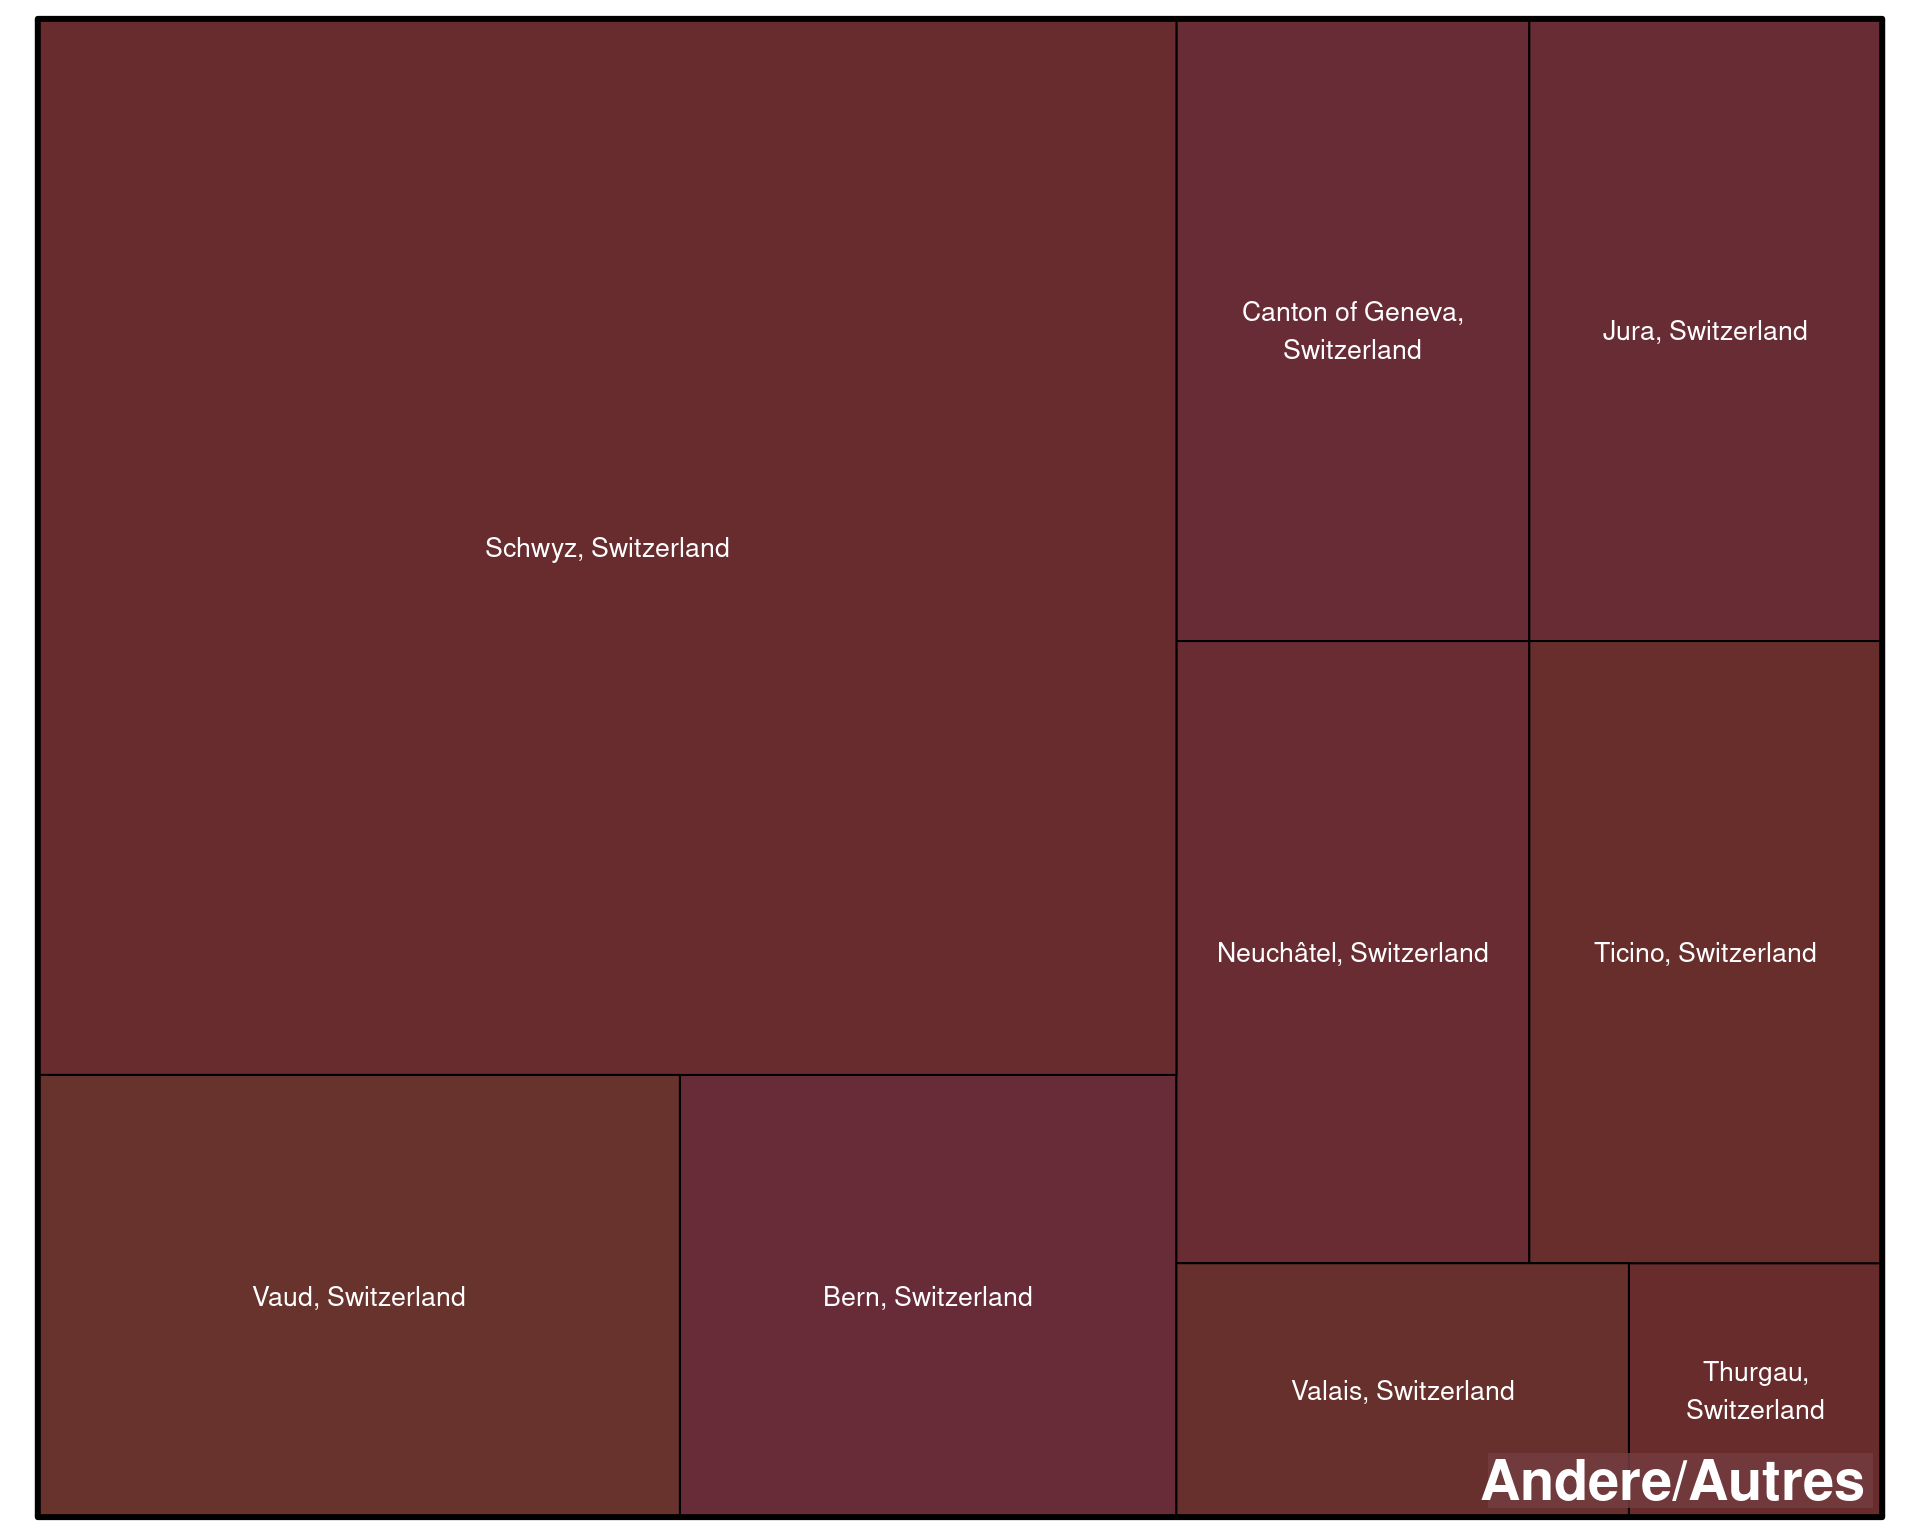 Schwyz, Switzerland
Canton of Geneva,
Switzerland
Jura, Switzerland
Neuchâtel, Switzerland
Ticino, Switzerland
Vaud, Switzerland
Bern, Switzerland
Valais, Switzerland
Thurgau,
Switzerland
Andere/Autres